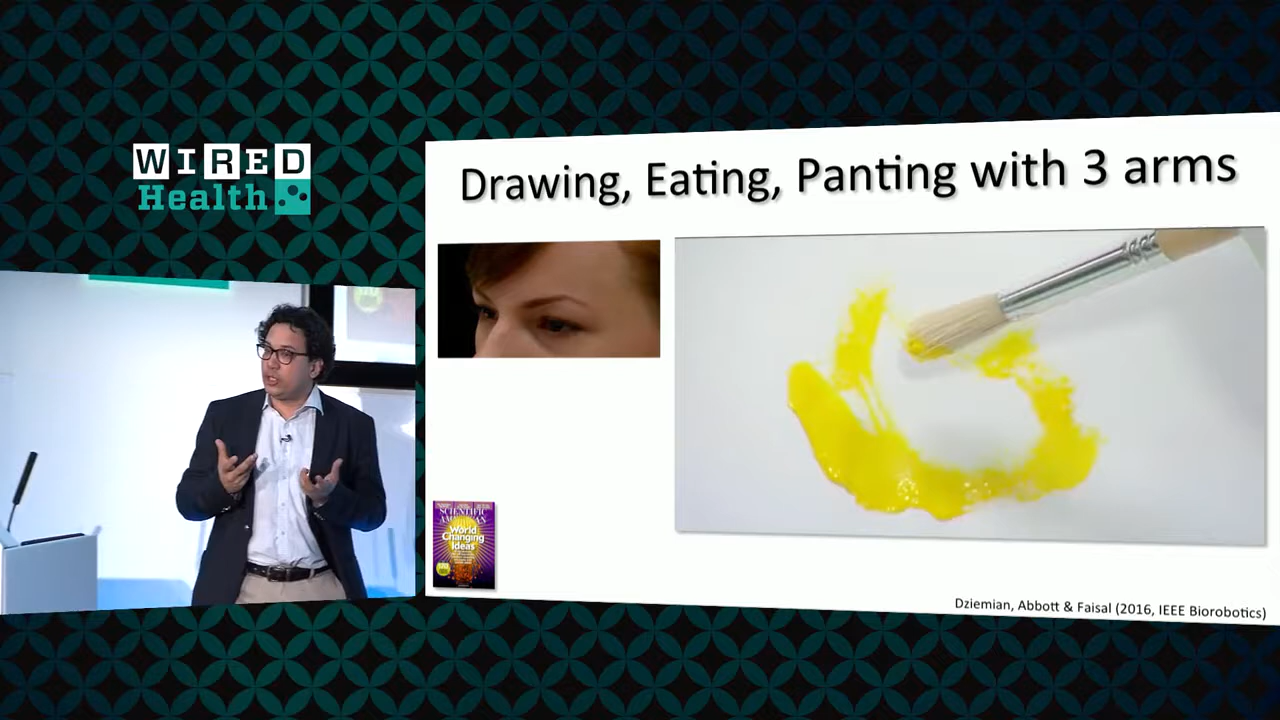 WIRED
Health
Drawing, Eating, Panting with 3 arms
SCIENTIFIC
AMERICAN
World
Changing
Ideas
Dziemian, Abbott & Faisal (2016, IEEE Biorobotics)